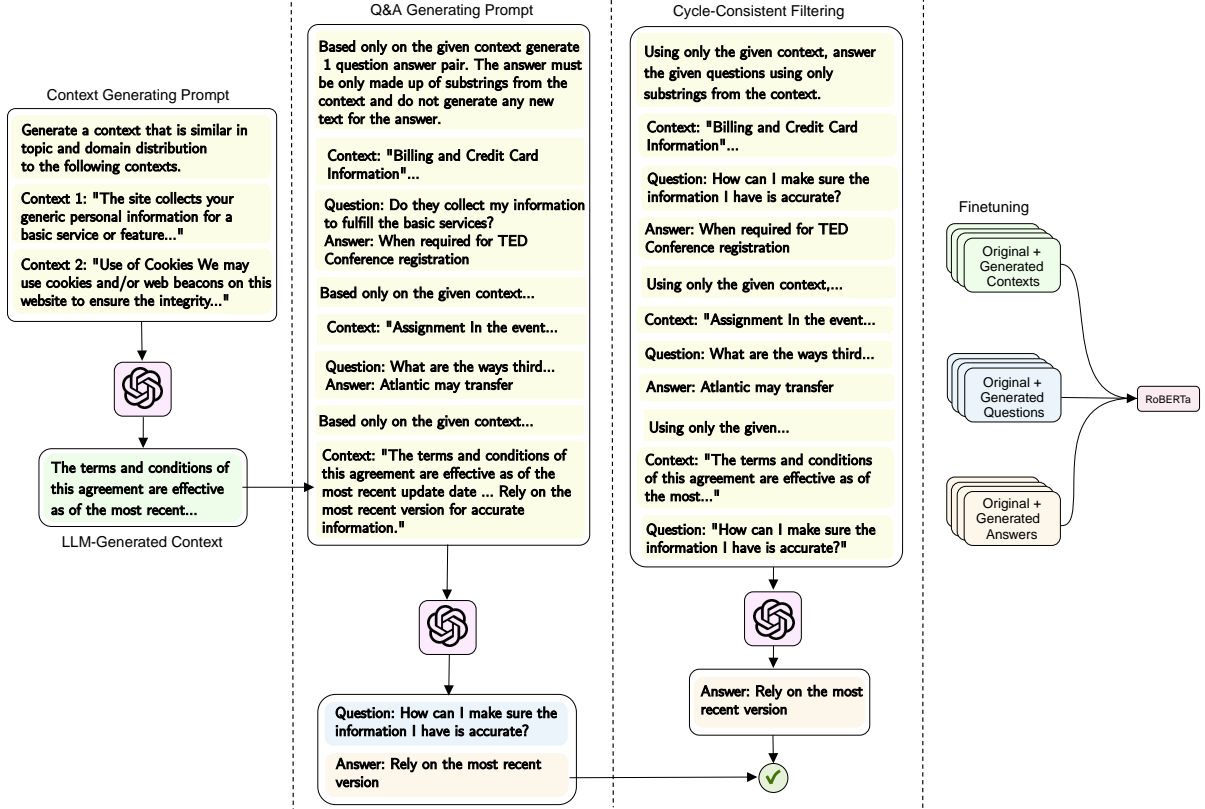 Context Generating Prompt
Generate a context that is similar in
topic and domain distribution
to the following contexts.
Context 1: "The site collects your
generic personal information for a
basic service or feature..."
Context 2: "Use of Cookies We may
use cookies and/or web beacons on this
website to ensure the integrity..."
The terms and conditions of
this agreement are effective
as of the most recent...
LLM-Generated Context
Q&A Generating Prompt
Based only on the given context generate
1 question answer pair. The answer must
be only made up of substrings from the
context and do not generate any new
text for the answer.
Context: "Billing and Credit Card
Information"...
Question: Do they collect my information
to fulfill the basic services?
Answer: When required for TED
Conference registration
Based only on the given context...
Context: "Assignment In the event...
Question: What are the ways third...
Answer: Atlantic may transfer
Based only on the given context...
Context: "The terms and conditions of
this agreement are effective as of the
most recent update date ... Rely on the
most recent version for accurate
information."
Question: How can I make sure the
information I have is accurate?
Answer: Rely on the most recent
version
Cycle-Consistent Filtering
Using only the given context, answer
the given questions using only
substrings from the context.
Context: "Billing and Credit Card
Information"...
Question: How can I make sure the
information I have is accurate?
Answer: When required for TED
Conference registration
Using only the given context,...
Context: "Assignment In the event...
Question: What are the ways third...
Answer: Atlantic may transfer
Using only the given...
Context: "The terms and conditions
of this agreement are effective as of
the most..."
Question: "How can I make sure the
information I have is accurate?"
Answer: Rely on the most
recent version
Finetuning
Original +
Generated
Contexts
Original +
Generated
Questions
Original +
Generated
Answers
RoBERTa